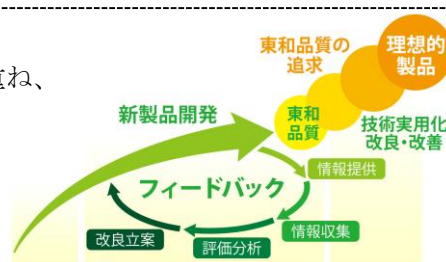 重ね、
東和品質の
追求
理想的
製品
新製品開発
東和
品質
技術実用化
改良・改善
情報提供
フィードバック
情報収集
評価分析
改良立案